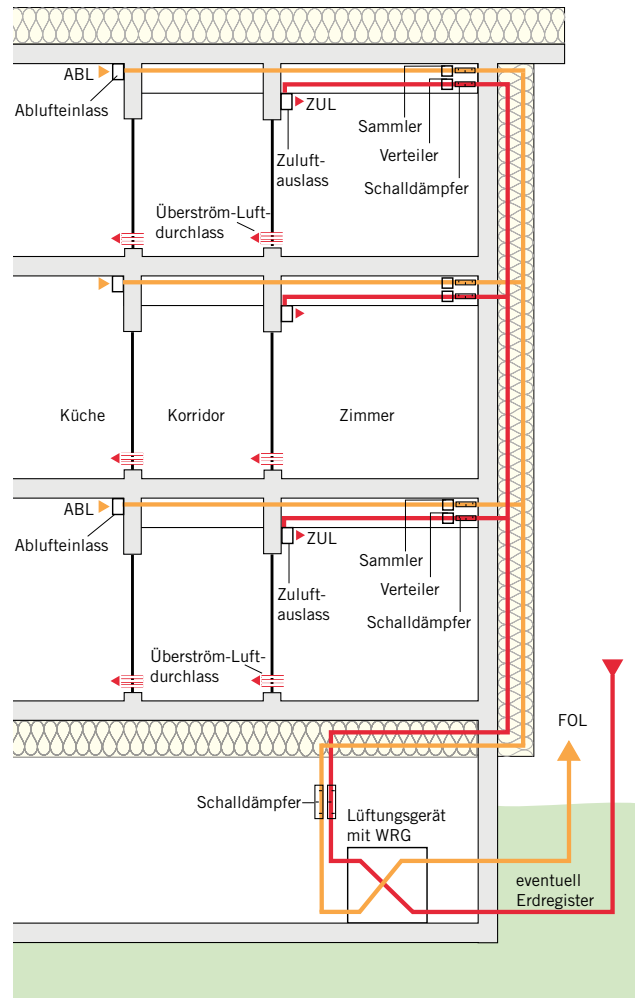 ABL
Ablufteinlass
ZUL
Zuluft-
auslass
Sammler
Verteiler
Schalldämpfer
Überström-Luft-
durchlass
Küche
Korridor
Zimmer
ABL
Ablufteinlass
ZUL
Zuluft-
auslass
Sammler
Verteiler
Schalldämpfer
Überström-Luft-
durchlass
FOL
Schalldämpfer
Lüftungsgerät
mit WRG
eventuell
Erdregister